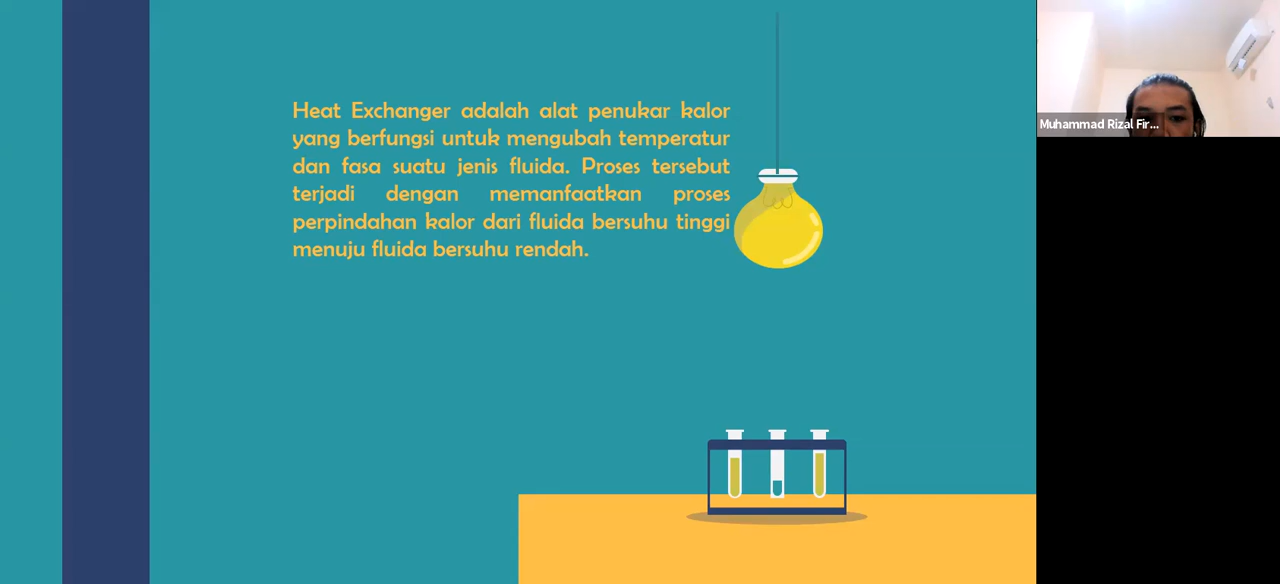 Heat Exchanger adalah alat penukar kalor
yang berfungsi untuk mengubah temperatur
dan fasa suatu jenis fluida. Proses tersebut
terjadi dengan memanfaatkan proses
perpindahan kalor dari fluida bersuhu tinggi
menuju fluida bersuhu rendah.
Muhammad Rizal Fir...